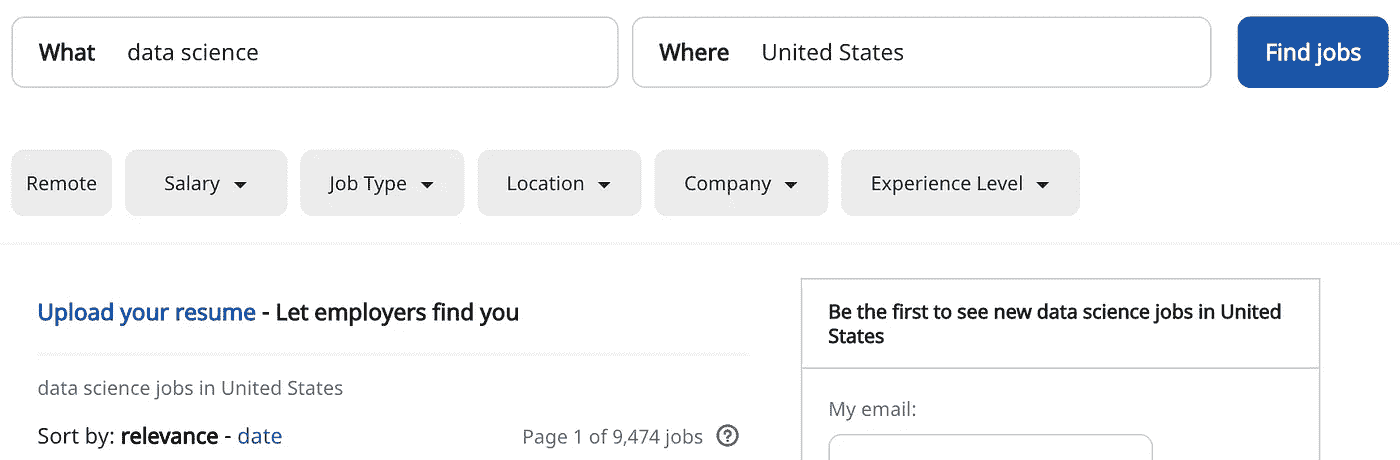 What data science Where United States Find jobs
Remote Salary Job Type Location Company Experience Level
Upload your resume - Let employers find you
data science jobs in United States
Sort by: relevance - date Page 1 of 9,474 jobs ?
Be the first to see new data science jobs in United
States
My email: